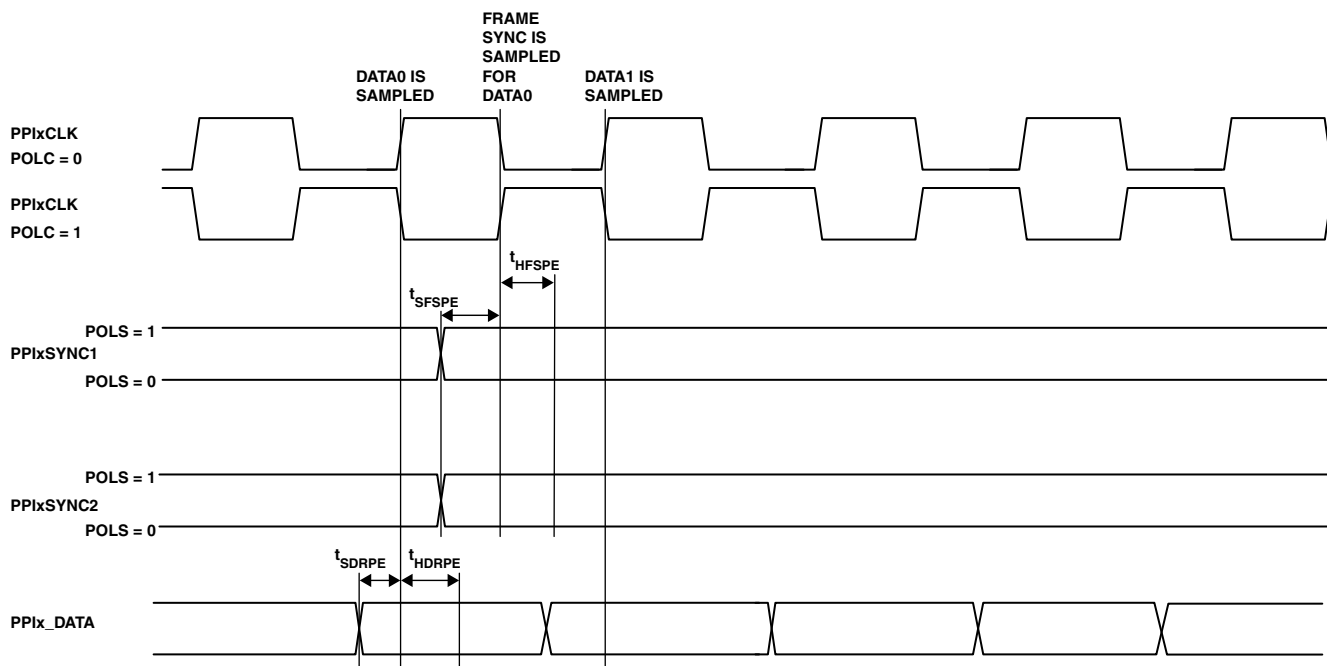 FRAME
SYNC IS
SAMPLED
FOR
DATA0
DATA0 IS
SAMPLED
DATA1 IS
SAMPLED
PPIxCLK
POLC = 0
PPIxCLK
POLC = 1
tHFSPE
tSFSPE
POLS = 1
PPIxSYNC1
POLS = 0
POLS = 1
PPIxSYNC2
POLS = 0
tSDRPE
tHDRPE
PPIx_DATA